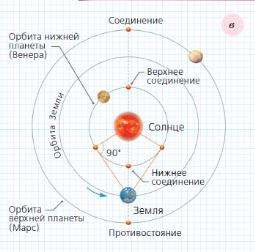 Соединение
в
Орбита нижней
планеты
(Венера)
Верхнее
соединение
Орбита Земли
Солнце
90°
Нижнее
соединение
Орбита
верхней планеты
(Марс)
Земля
Противостояние